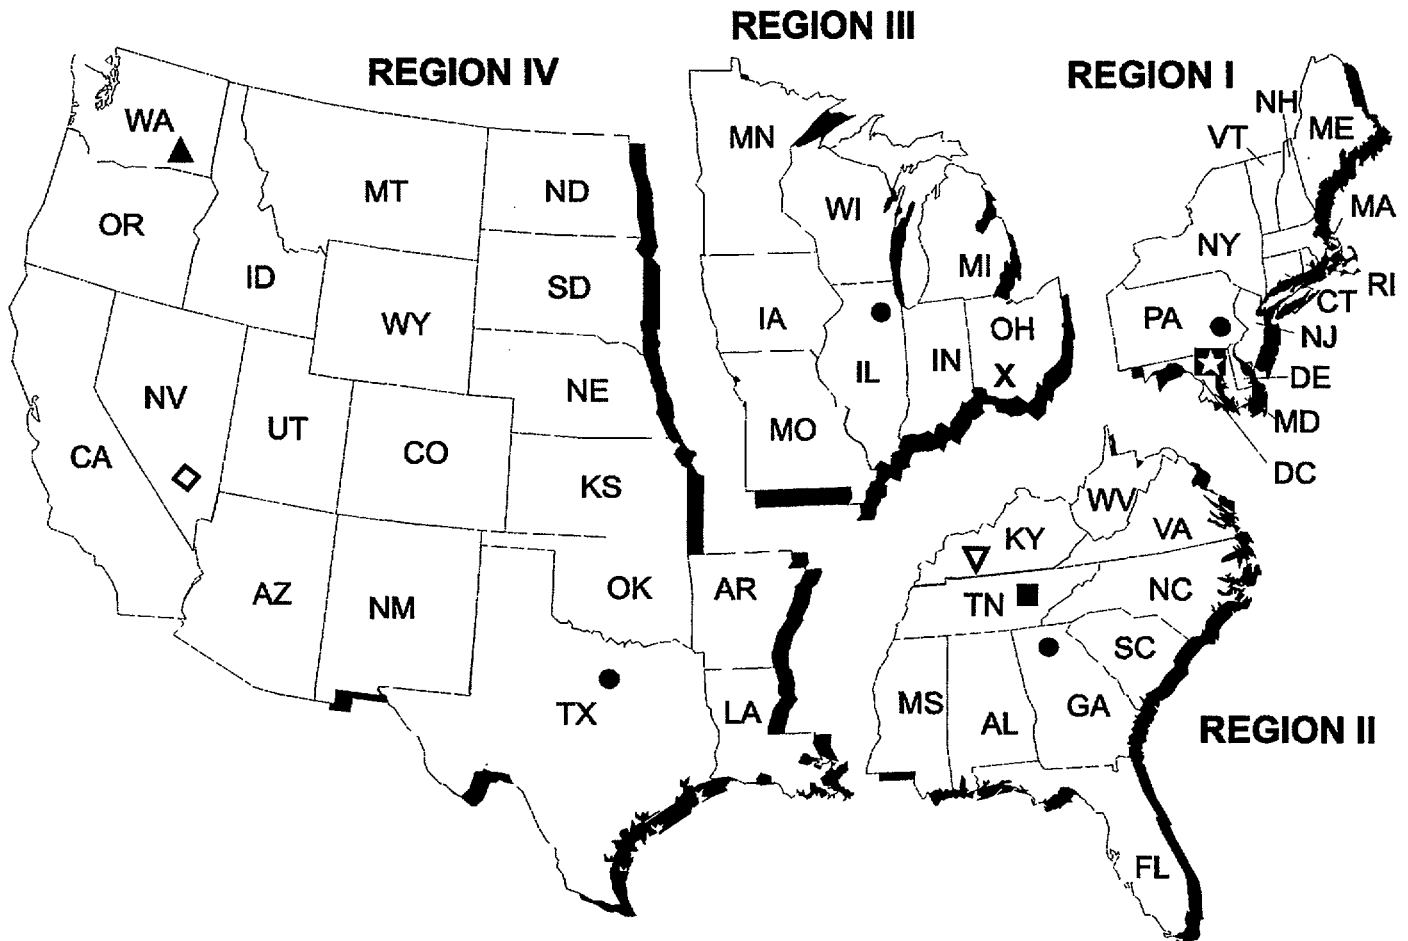 REGION III
REGION IV
REGION I
WA
MT
ND
OR
ID
SD
WY
NE
NV
UT
CO
CA
KS
AZ
NM
OK
AR
TX
LA
MN
WI
MI
IA
OH
IL
IN
X
MO
NH
ME
VT
MA
NY
RI
CT
PA
NJ
DE
MD
DC
WV
KY
VA
TN
NC
SC
MS
AL
GA
REGION II
FL